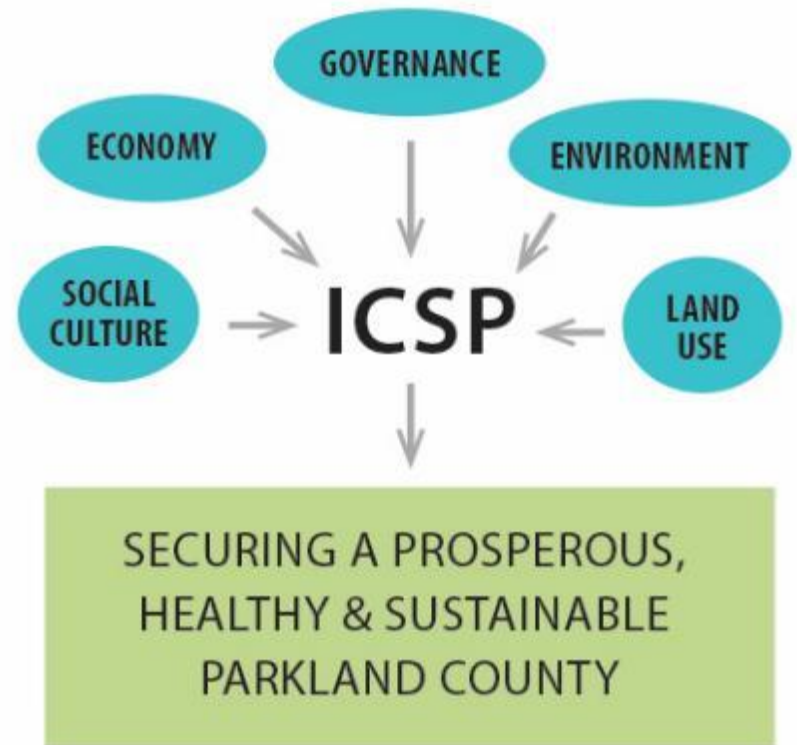 GOVERNANCE
ECONOMY
ENVIRONMENT
SOCIAL
CULTURE
ICSP
LAND
USE
SECURING A PROSPEROUS,
HEALTHY & SUSTAINABLE
PARKLAND COUNTY